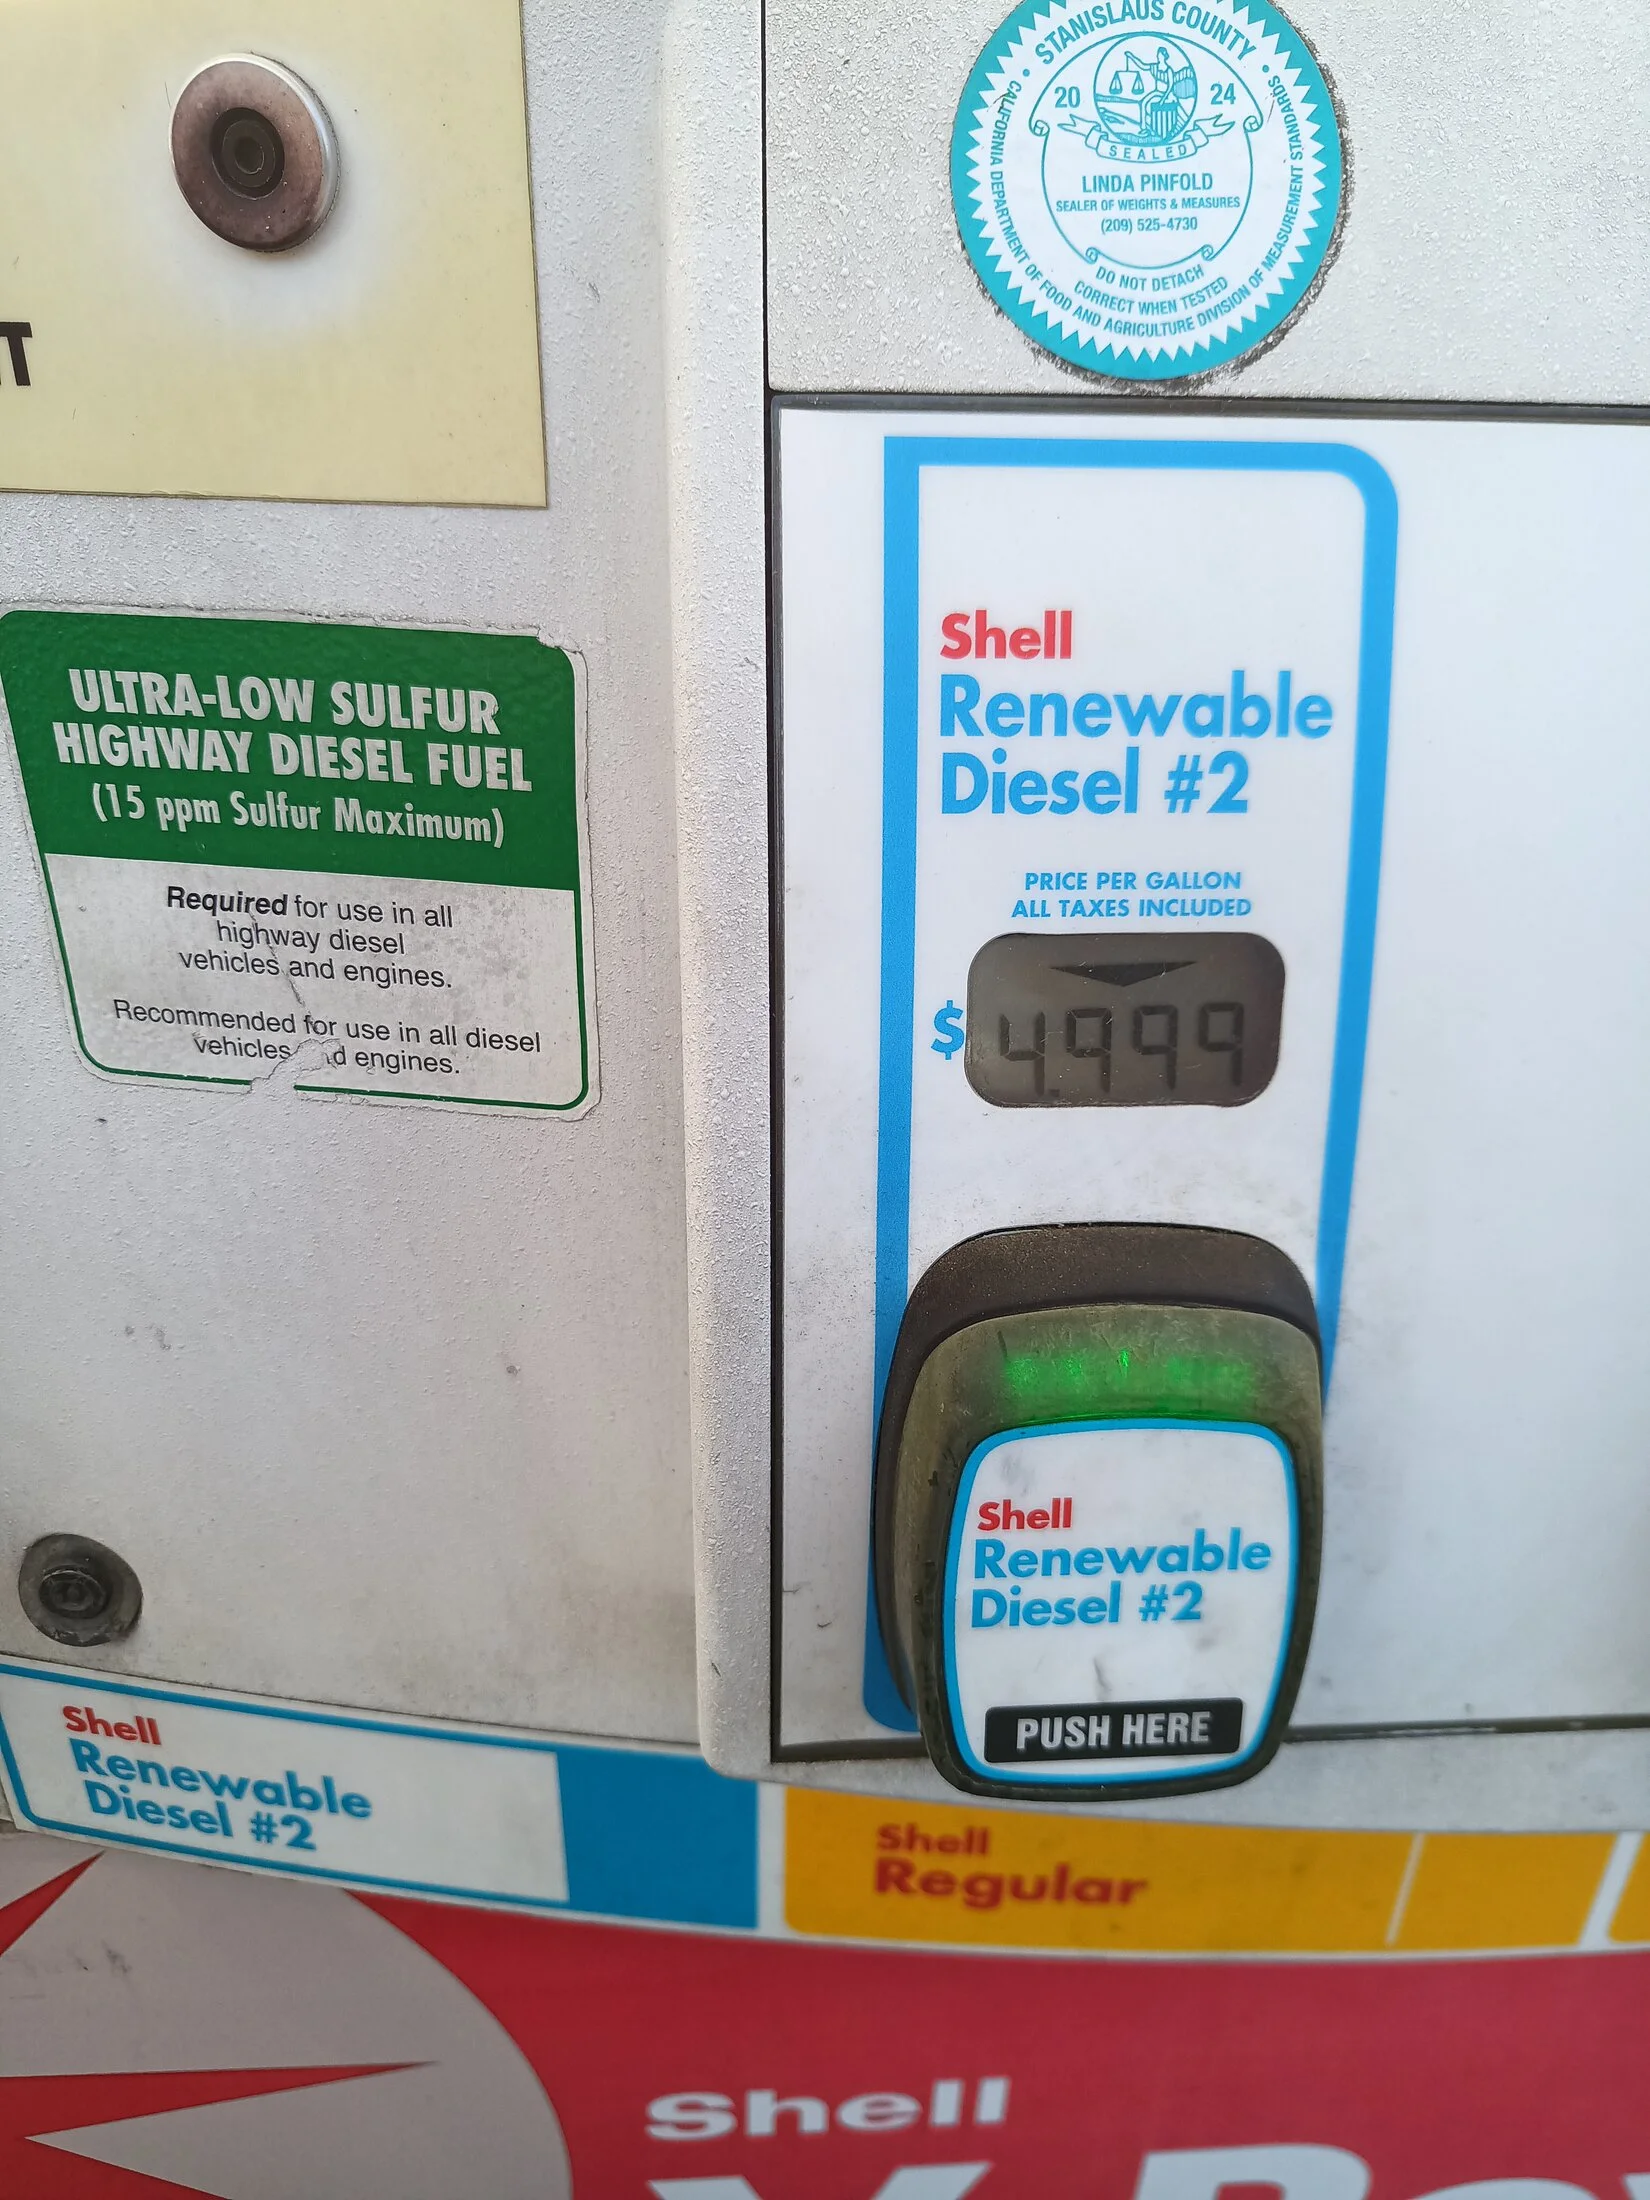 T
STANISLAUS COUNTY
20 24
SEALED
LINDA PINFOLD
SEALER OF WEIGHTS & MEASURES
(209) 525-4730
DO NOT DETACH
CORRECT WHEN TESTED
CALIFORNIA DEPARTMENT OF FOOD AND AGRICULTURE DIVISION OF MEASUREMENT STANDARDS
ULTRA-LOW SULFUR
HIGHWAY DIESEL FUEL
(15 ppm Sulfur Maximum)
Required for use in all
highway diesel
vehicles and engines.
Recommended for use in all diesel
vehicles d engines.
Shell
Renewable
Diesel #2
PRICE PER GALLON
ALL TAXES INCLUDED
$ 4.999
Shell
Renewable
Diesel #2
PUSH HERE
Shell
Renewable
Diesel #2
Shell
Regular
Shell